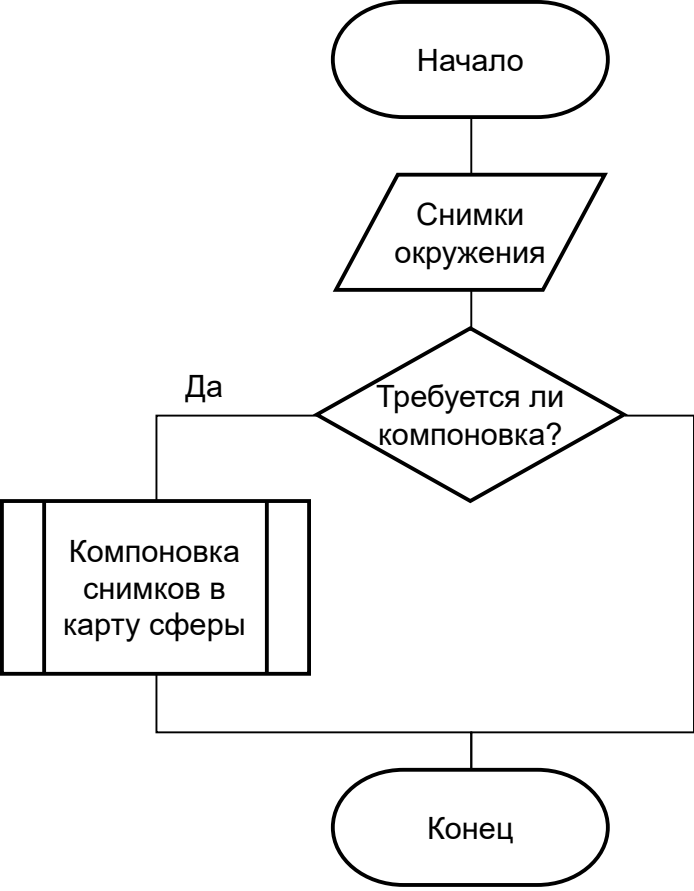 Начало
Снимки
окружения
Требуется ли
компоновка?
Да
Компоновка
снимков в
карту сферы
Конец